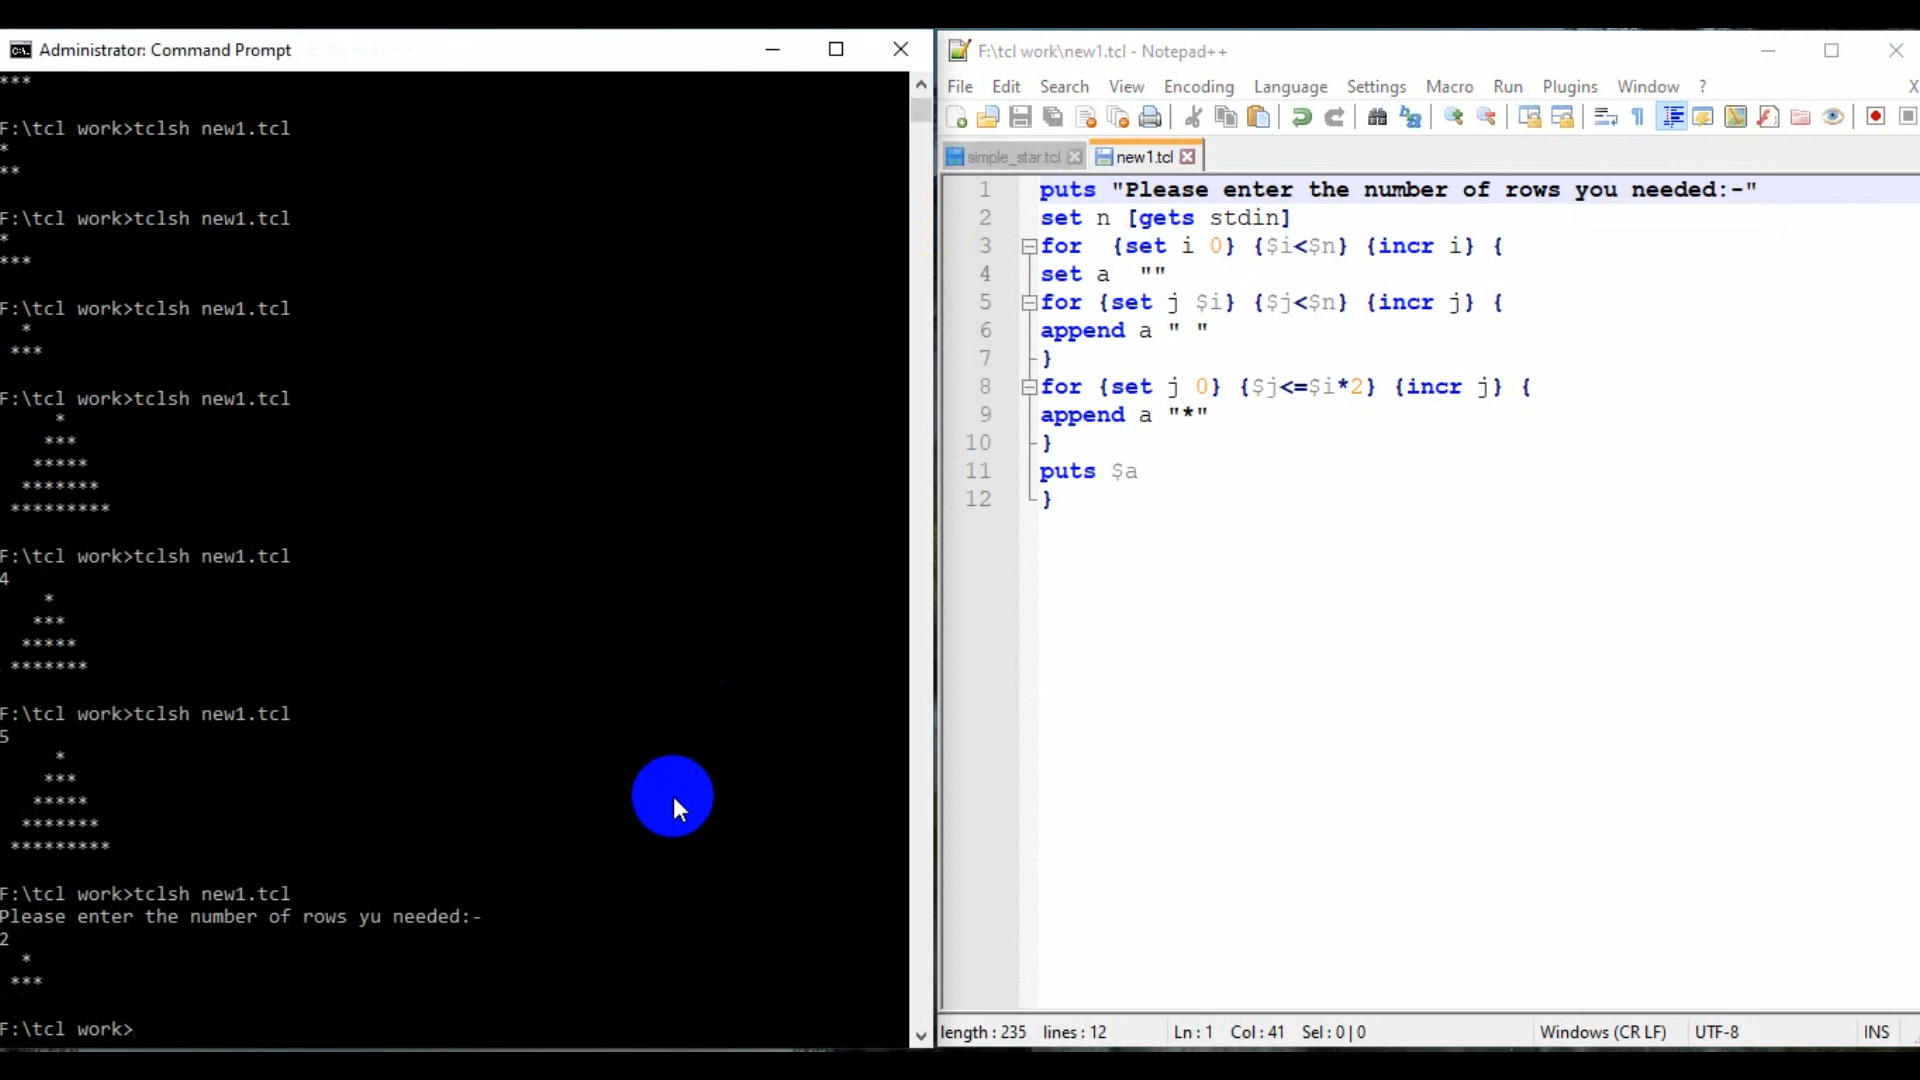 Administrator: Command Prompt
***
F:\tcl work>tclsh new1.tcl
*
**
F:\tcl work>tclsh new1.tcl
*
***
F:\tcl work>tclsh new1.tcl
*
***
F:\tcl work>tclsh new1.tcl
*
***
*****
*******
*********
F:\tcl work>tclsh new1.tcl
4
*
***
*****
*******
F:\tcl work>tclsh new1.tcl
5
*
***
*****
*******
*********
F:\tcl work>tclsh new1.tcl
Please enter the number of rows yu needed:-
2
*
***
F:\tcl work>
F:\tcl work\new1.tcl - Notepad++
File Edit Search View Encoding Language Settings Macro Run Plugins Window ? X
simple_star.tcl new1.tcl
1 puts "Please enter the number of rows you needed:-"
2 set n [gets stdin]
3 for  {set i 0} {$i<$n} {incr i} {
4 set a  ""
5 for {set j $i} {$j<$n} {incr j} {
6 append a " "
7 }
8 for {set j 0} {$j<=$i*2} {incr j} {
9 append a "*"
10 }
11 puts $a
12 }
length : 235 lines : 12 Ln : 1 Col : 41 Sel : 0 | 0 Windows (CR LF) UTF-8 INS